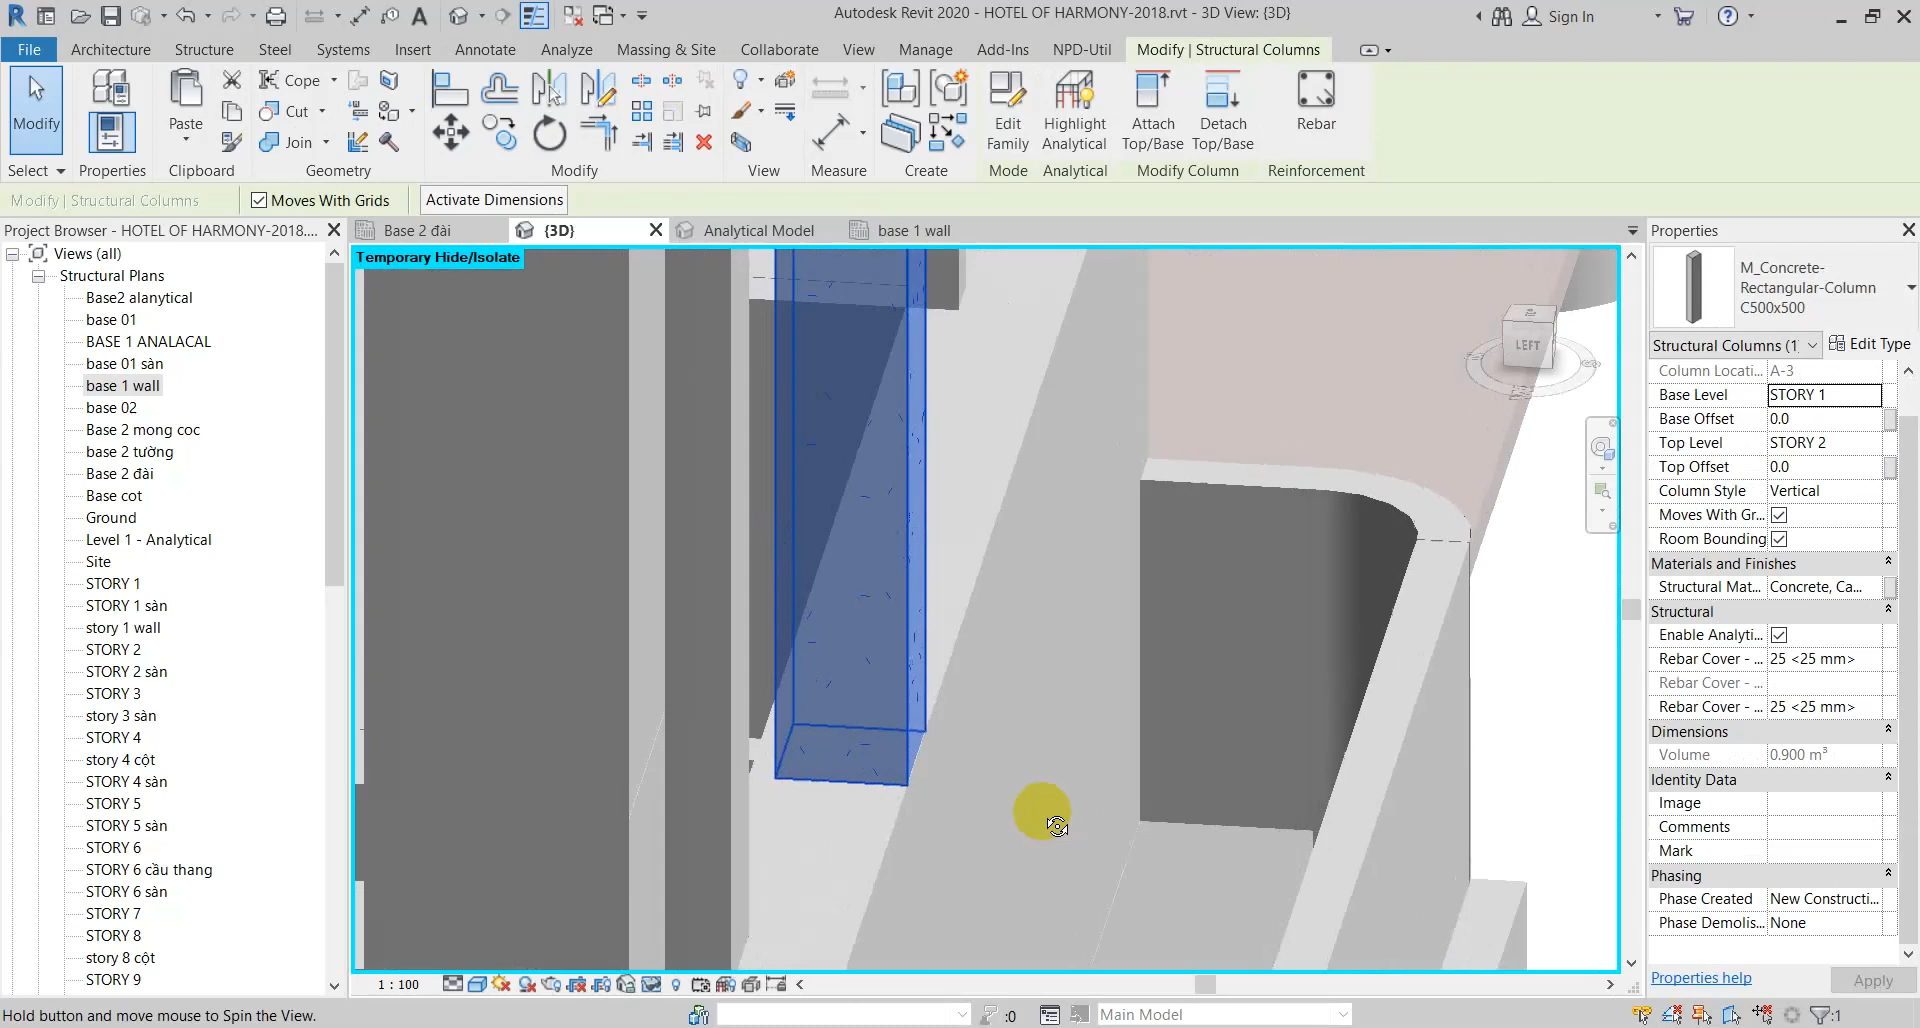 Autodesk Revit 2020 - HOTEL OF HARMONY-2018.rvt - 3D View: {3D}
Sign In
File
Architecture
Structure
Steel
Systems
Insert
Annotate
Analyze
Massing & Site
Collaborate
View
Manage
Add-Ins
NPD-Util
Modify | Structural Columns
Modify
Paste
Cope
Cut
Join
Edit Family
Highlight Analytical
Attach Top/Base
Detach Top/Base
Rebar
Select
Properties
Clipboard
Geometry
Modify
View
Measure
Create
Mode
Analytical
Modify Column
Reinforcement
Modify | Structural Columns
Moves With Grids
Activate Dimensions
Project Browser - HOTEL OF HARMONY-2018....
Views (all)
Structural Plans
Base2 alanytical
base 01
BASE 1 ANALACAL
base 01 sàn
base 1 wall
base 02
Base 2 mong coc
base 2 tường
Base 2 đài
Base cot
Ground
Level 1 - Analytical
Site
STORY 1
STORY 1 sàn
story 1 wall
STORY 2
STORY 2 sàn
STORY 3
story 3 sàn
STORY 4
story 4 cột
STORY 4 sàn
STORY 5
STORY 5 sàn
STORY 6
STORY 6 cầu thang
STORY 6 sàn
STORY 7
STORY 8
story 8 cột
STORY 9
Base 2 đài
{3D}
Analytical Model
base 1 wall
Temporary Hide/Isolate
LEFT
Properties
M_Concrete-
Rectangular-Column
C500x500
Structural Columns (1)
Edit Type
Column Locati... A-3
Base Level STORY 1
Base Offset 0.0
Top Level STORY 2
Top Offset 0.0
Column Style Vertical
Moves With Gr...
Room Bounding
Materials and Finishes
Structural Mat... Concrete, Ca...
Structural
Enable Analyti...
Rebar Cover - ... 25 <25 mm>
Rebar Cover - ...
Rebar Cover - ... 25 <25 mm>
Dimensions
Volume 0.900 m³
Identity Data
Image
Comments
Mark
Phasing
Phase Created New Constructi...
Phase Demolis... None
Properties help
Apply
1 : 100
Hold button and move mouse to Spin the View.
:0
Main Model
:1